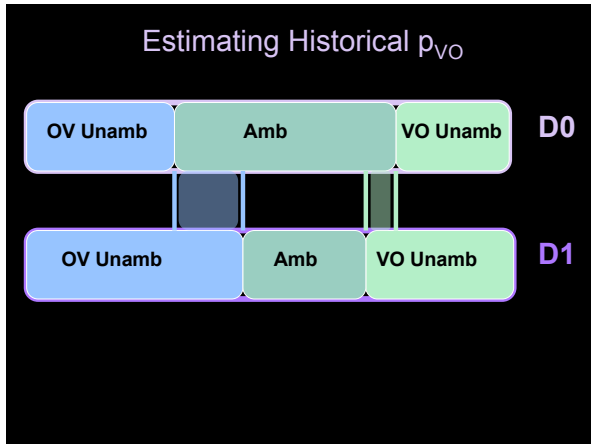 Estimating Historical pVO
OV Unamb Amb VO Unamb D0
OV Unamb Amb VO Unamb D1